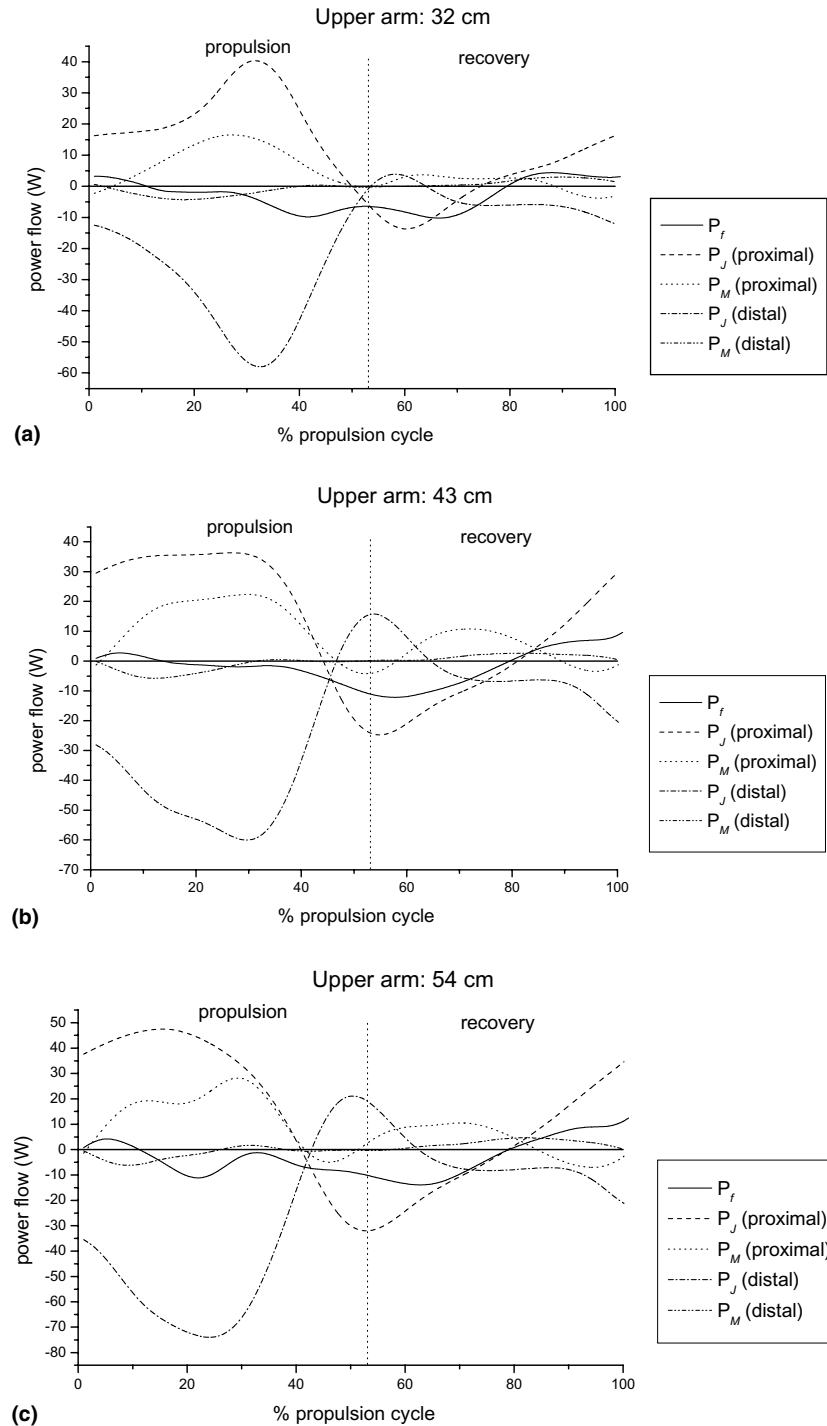 Upper arm: 32 cm
propulsion
recovery
40
30
20
10
0
-10
-20
-30
-40
-50
-60
power flow (W)
0 20 40 60 80 100
% propulsion cycle
P_f
P_J (proximal)
P_M (proximal)
P_J (distal)
P_M (distal)
(a)
Upper arm: 43 cm
propulsion
recovery
40
30
20
10
0
-10
-20
-30
-40
-50
-60
-70
power flow (W)
0 20 40 60 80 100
% propulsion cycle
P_f
P_J (proximal)
P_M (proximal)
P_J (distal)
P_M (distal)
(b)
Upper arm: 54 cm
propulsion
recovery
50
40
30
20
10
0
-10
-20
-30
-40
-50
-60
-70
-80
power flow (W)
0 20 40 60 80 100
% propulsion cycle
P_f
P_J (proximal)
P_M (proximal)
P_J (distal)
P_M (distal)
(c)